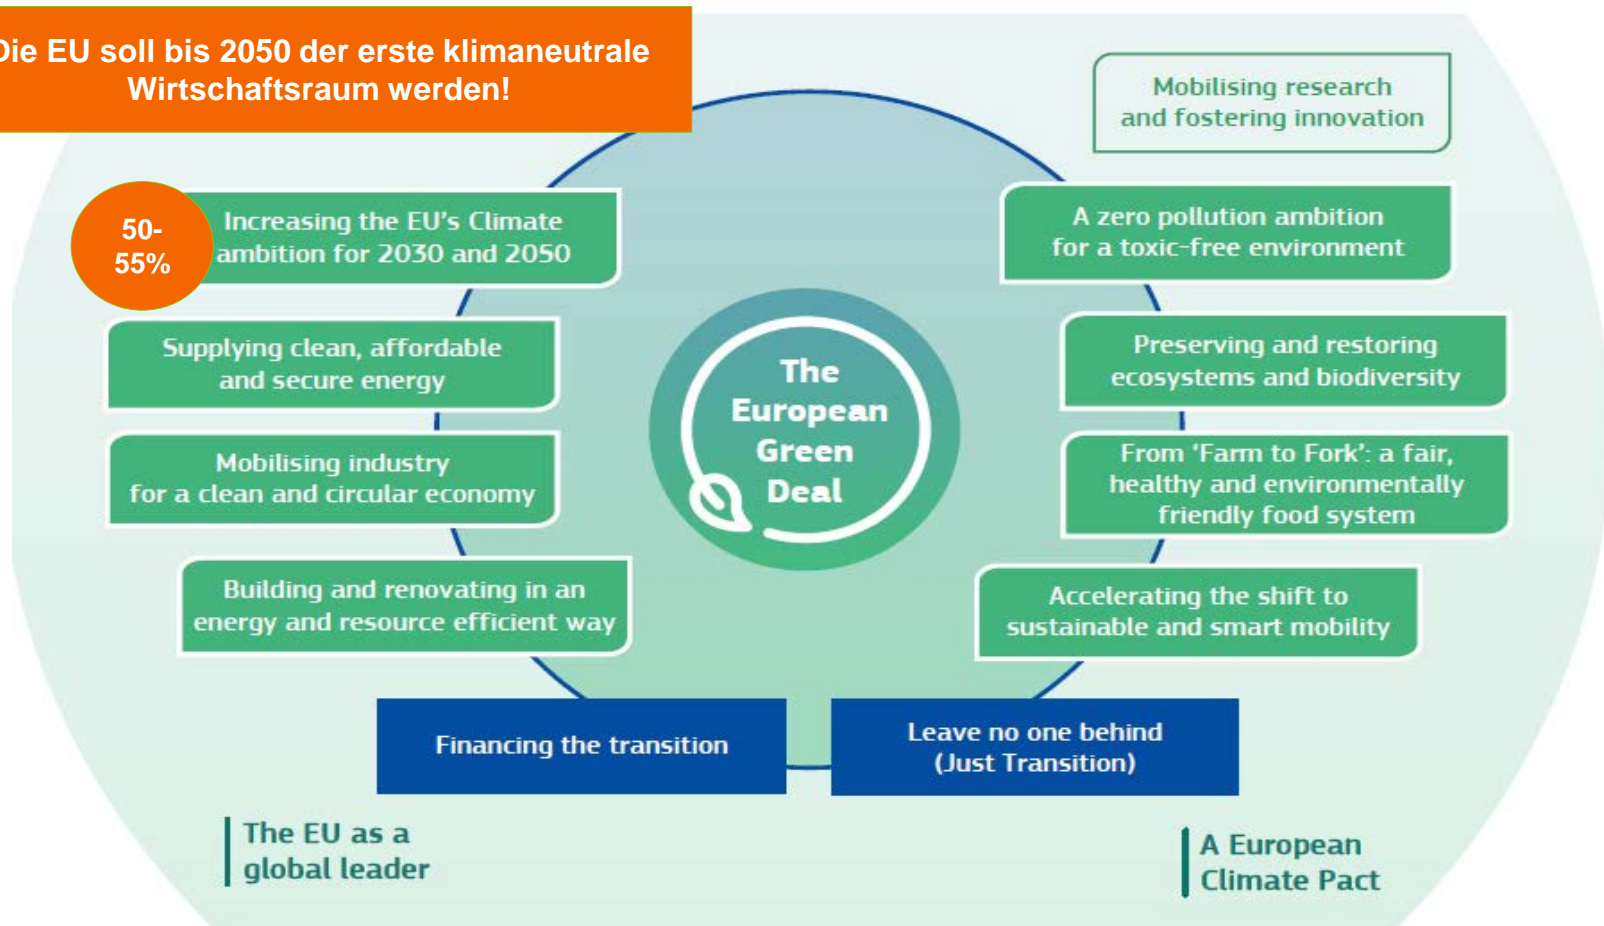 Die EU soll bis 2050 der erste klimaneutrale
Wirtschaftsraum werden!
Mobilising research
and fostering innovation
50-
55%
Increasing the EU's Climate
ambition for 2030 and 2050
A zero pollution ambition
for a toxic-free environment
Supplying clean, affordable
and secure energy
Preserving and restoring
ecosystems and biodiversity
The
European
Green
Deal
Mobilising industry
for a clean and circular economy
From ‘Farm to Fork’: a fair,
healthy and environmentally
friendly food system
Building and renovating in an
energy and resource efficient way
Accelerating the shift to
sustainable and smart mobility
Financing the transition
Leave no one behind
(Just Transition)
The EU as a
global leader
A European
Climate Pact